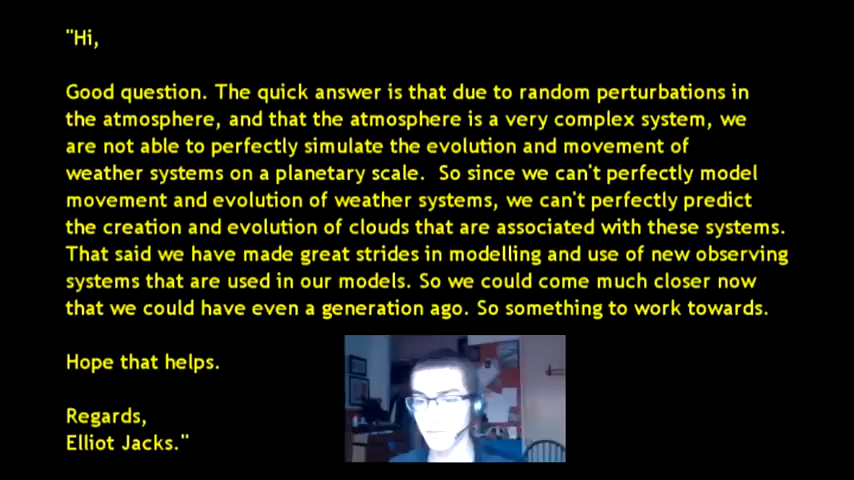 "Hi,
Good question. The quick answer is that due to random perturbations in
the atmosphere, and that the atmosphere is a very complex system, we
are not able to perfectly simulate the evolution and movement of
weather systems on a planetary scale.  So since we can't perfectly model
movement and evolution of weather systems, we can't perfectly predict
the creation and evolution of clouds that are associated with these systems.
That said we have made great strides in modelling and use of new observing
systems that are used in our models. So we could come much closer now
that we could have even a generation ago. So something to work towards.
Hope that helps.
Regards,
Elliot Jacks."